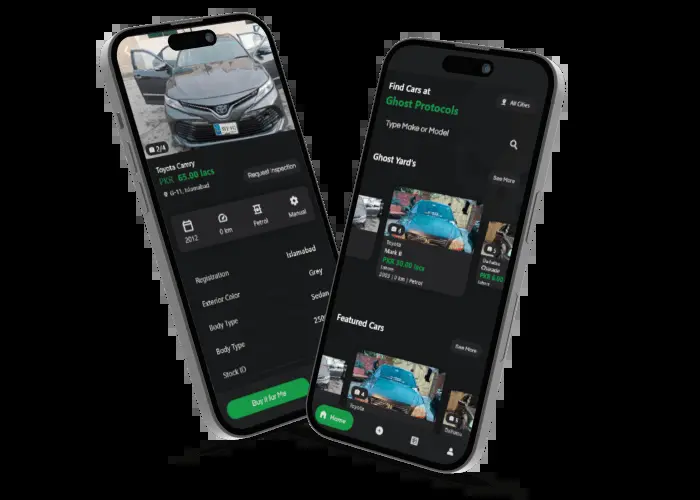 2/4
Toyota Camry
PKR 65.00 lacs
G-11, Islamabad
Request Inspection
2012
0 km
Petrol
Manual
Registration
Islamabad
Exterior Color
Grey
Body Type
Sedan
Body Type
250
Stock ID
Buy it for Me
Find Cars at
Ghost Protocols
All Cities
Type Make or Model
Ghost Yard's
See More
Toyota
Mark II
PKR 30.00 lacs
Lahore
2002 | 0 km | Petrol
Daihatsu
Charade
PKR 6.00
Lahore
Featured Cars
See More
Toyota
Daihatsu
Home